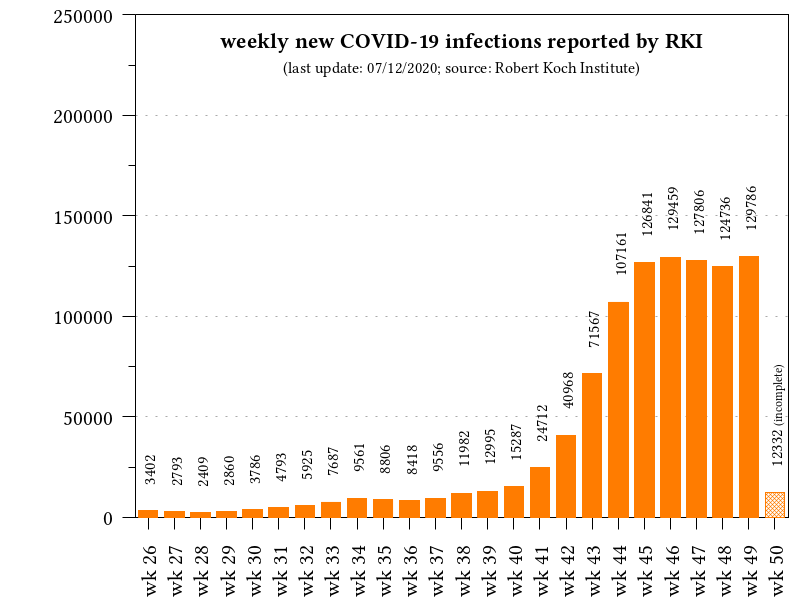 weekly new COVID-19 infections reported by RKI
(last update: 07/12/2020; source: Robert Koch Institute)
250000
200000
150000
100000
50000
0
3402
2793
2409
2860
3786
4793
5925
7687
9561
8806
8418
9556
11982
12995
15287
24712
40968
71567
107161
126841
129459
127806
124736
129786
12332 (incomplete)
wk 26
wk 27
wk 28
wk 29
wk 30
wk 31
wk 32
wk 33
wk 34
wk 35
wk 36
wk 37
wk 38
wk 39
wk 40
wk 41
wk 42
wk 43
wk 44
wk 45
wk 46
wk 47
wk 48
wk 49
wk 50